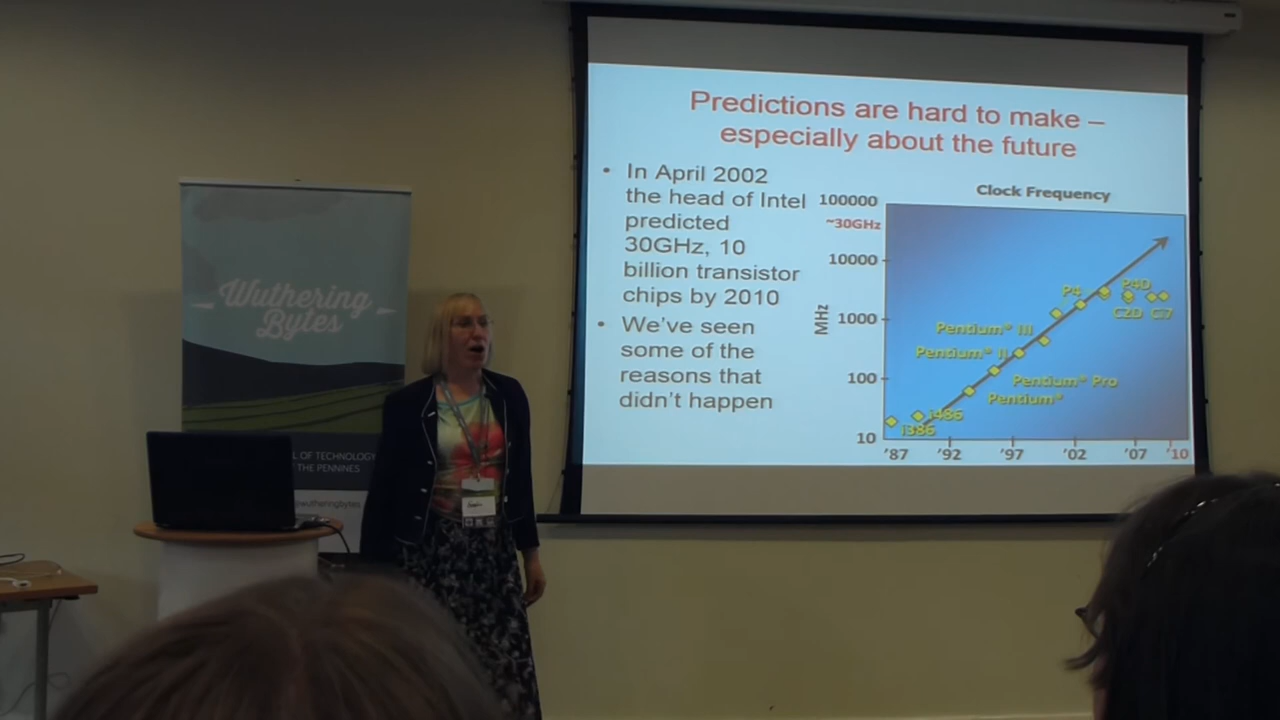 Predictions are hard to make –
especially about the future
• In April 2002
the head of Intel
predicted
30GHz, 10
billion transistor
chips by 2010
• We've seen
some of the
reasons that
didn't happen
Clock Frequency
100000
~30GHz
10000
1000
100
10
MHz
P4
P4D
C2D Ci7
Pentium® III
Pentium® II
Pentium® Pro
Pentium®
i486
i386
'87 '92 '97 '02 '07 '10
Wuthering
Bytes
L OF TECHNOLOGY
THE PENNINES
@wutheringbytes